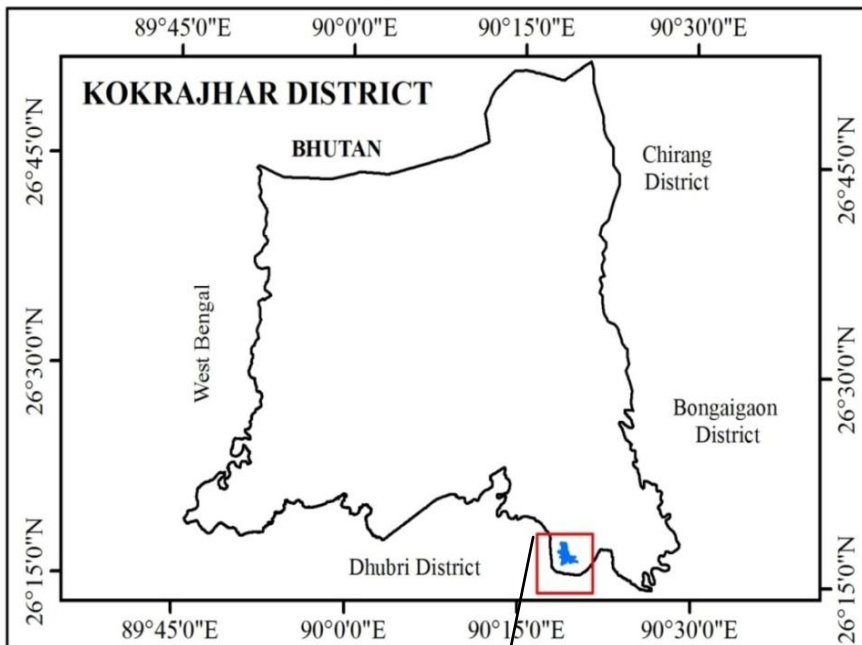 89°45'0"E 90°0'0"E 90°15'0"E 90°30'0"E
KOKRAJHAR DISTRICT
BHUTAN
Chirang
District
26°45'0"N
26°45'0"N
West Bengal
26°30'0"N
26°30'0"N
Bongaigaon
District
Dhubri District
26°15'0"N
26°15'0"N
89°45'0"E 90°0'0"E 90°15'0"E 90°30'0"E